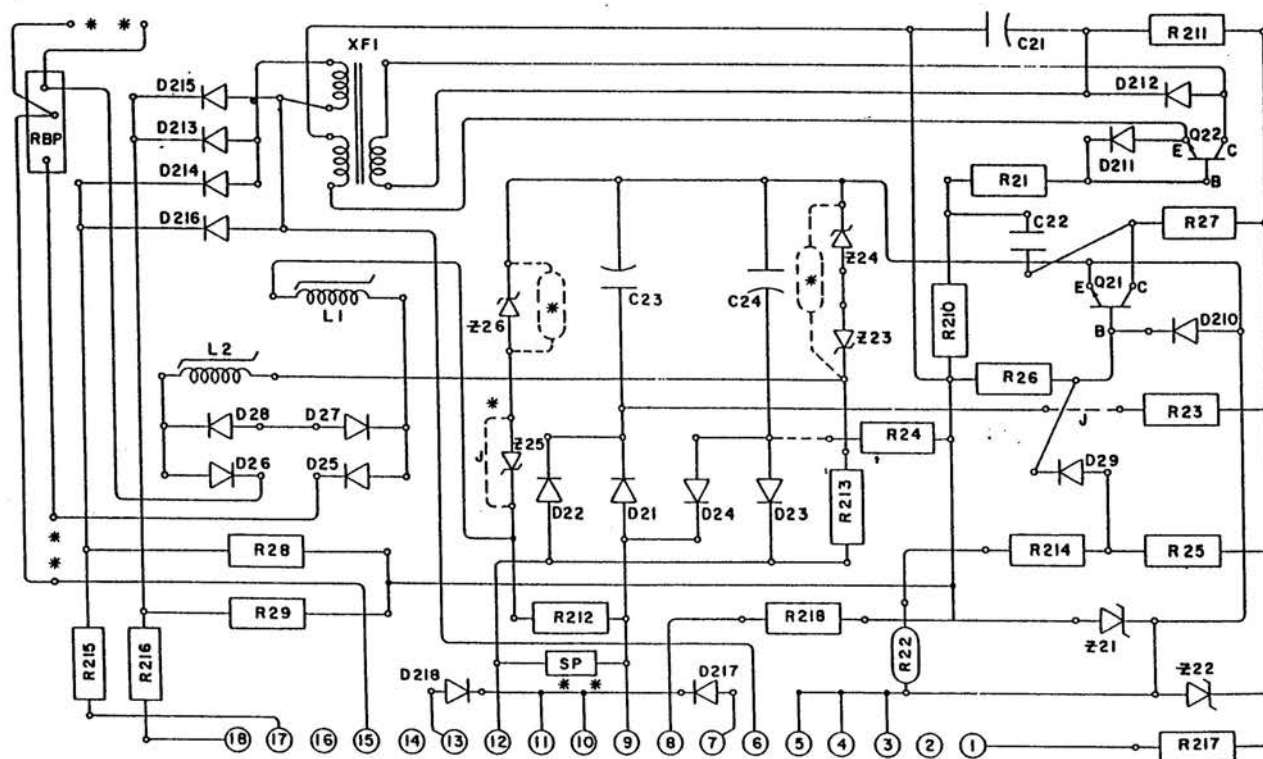 * *
XF1
C21
R211
D215
D212
RBP
D213
Q22
E
C
D211
D214
R21
B
D216
C22
R27
Z24
*
Q21
E
C
C23
C24
L1
Z26
*
R210
D210
Z23
B
L2
R26
D28
D27
*
R23
J
Z25
R24
J
D26
D25
D29
D22
D21
D24
D23
R213
*
*
R28
R214
R25
R29
R212
R218
R22
Z21
R215
R216
SP
D218
* *
D217
Z22
18 17 16 15 14 13 12 11 10 9 8 7 6 5 4 3 2 1
R217